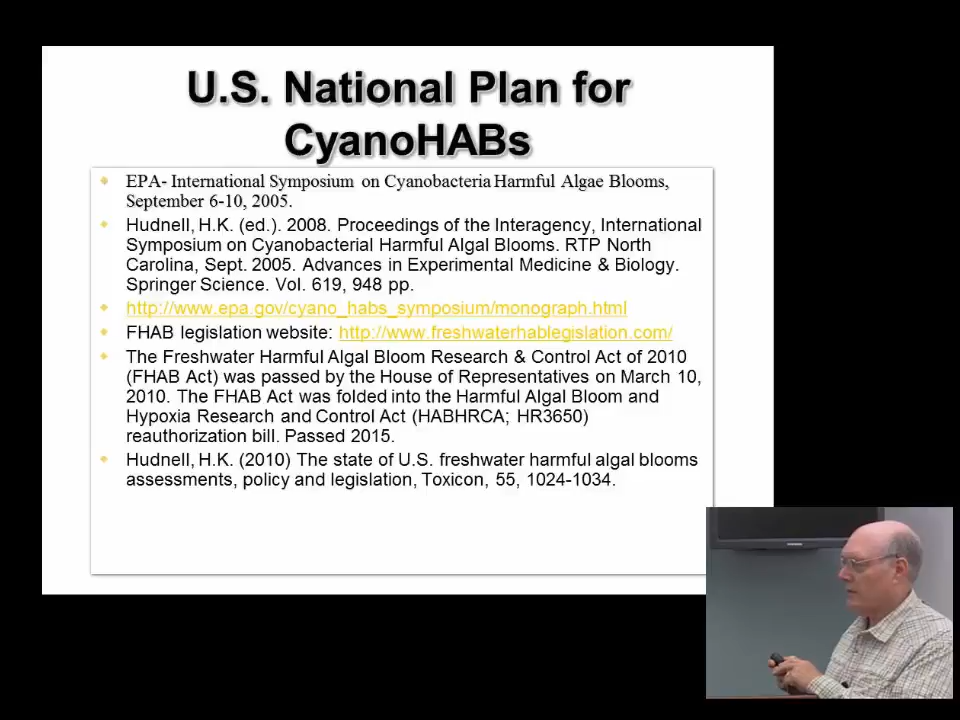 U.S. National Plan for
CyanoHABs
EPA- International Symposium on Cyanobacteria Harmful Algae Blooms,
September 6-10, 2005.
Hudnell, H.K. (ed.). 2008. Proceedings of the Interagency, International
Symposium on Cyanobacterial Harmful Algal Blooms. RTP North
Carolina, Sept. 2005. Advances in Experimental Medicine & Biology.
Springer Science. Vol. 619, 948 pp.
http://www.epa.gov/cyano_habs_symposium/monograph.html
FHAB legislation website: http://www.freshwaterhablegislation.com/
The Freshwater Harmful Algal Bloom Research & Control Act of 2010
(FHAB Act) was passed by the House of Representatives on March 10,
2010. The FHAB Act was folded into the Harmful Algal Bloom and
Hypoxia Research and Control Act (HABHRCA; HR3650)
reauthorization bill. Passed 2015.
Hudnell, H.K. (2010) The state of U.S. freshwater harmful algal blooms
assessments, policy and legislation, Toxicon, 55, 1024-1034.